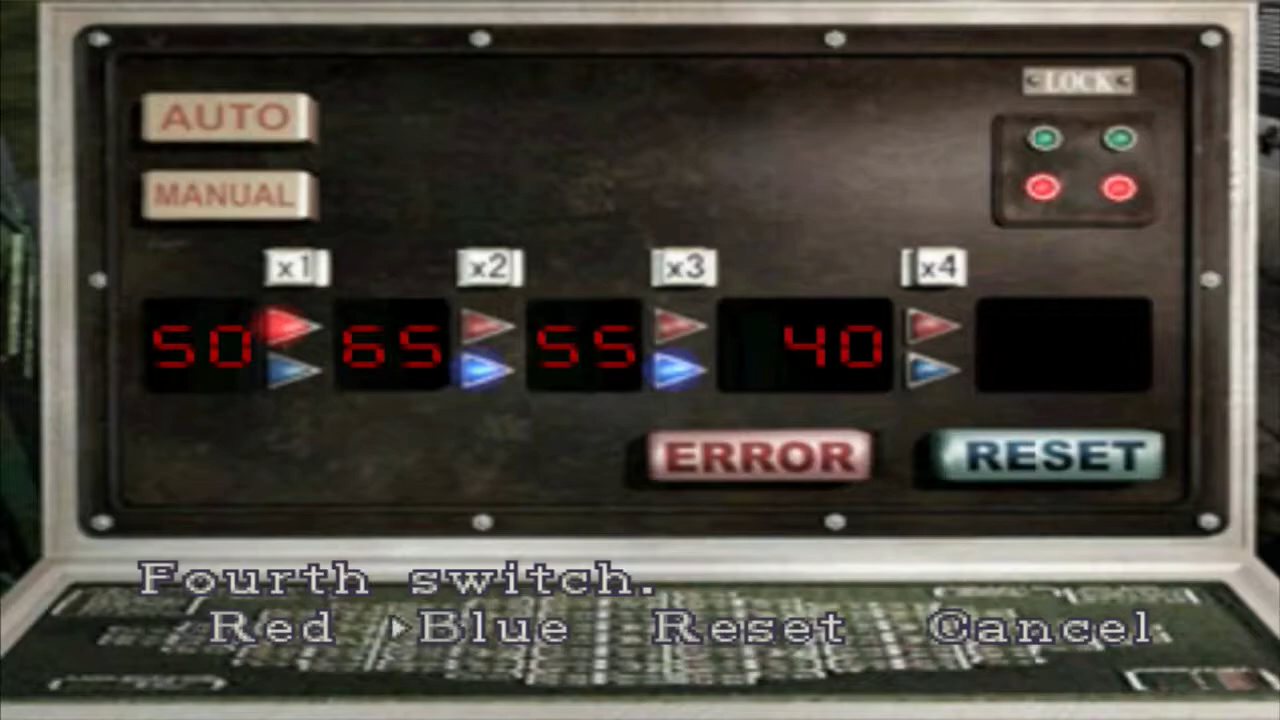 LOCK
AUTO
MANUAL
x1 x2 x3 x4
50 65 55 40
ERROR RESET
Fourth switch.
Red Blue Reset Cancel